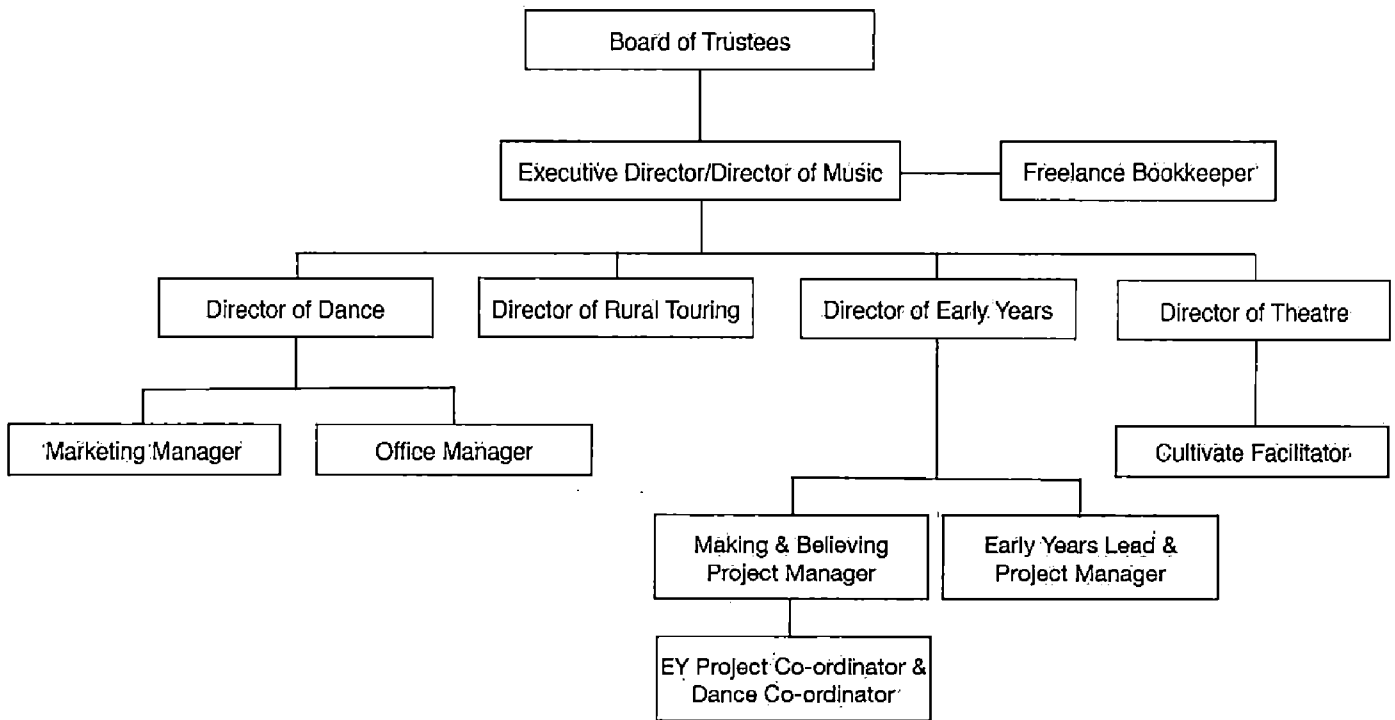 Board of Trustees
Executive Director/Director of Music
Freelance Bookkeeper
Director of Dance
Director of Rural Touring
Director of Early Years
Director of Theatre
Marketing Manager
Office Manager
Cultivate Facilitator
Making & Believing
Project Manager
Early Years Lead &
Project Manager
EY Project Co-ordinator &
Dance Co-ordinator